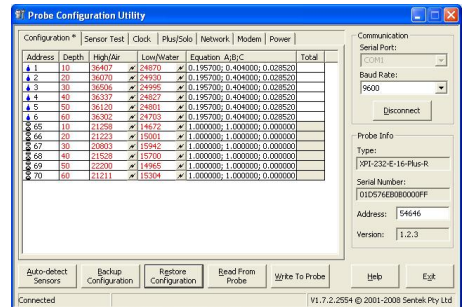 Probe Configuration Utility
Configuration * Sensor Test Clock Plus/Solo Network Modem Power
Address Depth High/Air Low/Water Equation A;B;C Total
1 10 36407 24870 0.195700; 0.404000; 0.028520
2 20 36070 24930 0.195700; 0.404000; 0.028520
3 30 36506 24995 0.195700; 0.404000; 0.028520
4 40 36337 24827 0.195700; 0.404000; 0.028520
5 50 36120 24801 0.195700; 0.404000; 0.028520
6 60 36302 24703 0.195700; 0.404000; 0.028520
65 10 21258 14672 1.000000; 1.000000; 0.000000
66 20 21223 15001 1.000000; 1.000000; 0.000000
67 30 20803 15942 1.000000; 1.000000; 0.000000
68 40 21528 15700 1.000000; 1.000000; 0.000000
69 50 22200 14965 1.000000; 1.000000; 0.000000
70 60 21211 15304 1.000000; 1.000000; 0.000000
Communication
Serial Port:
COM1
Baud Rate:
9600
Disconnect
Probe Info
Type:
XPI-232-E-16-Plus-R
Serial Number:
01D576EB0B0000FF
Address: 54646
Version: 1.2.3
Auto-detect Sensors
Backup Configuration
Restore Configuration
Read From Probe
Write To Probe
Help
Exit
Connected
V1.7.2.2554 © 2001-2008 Sentek Pty Ltd